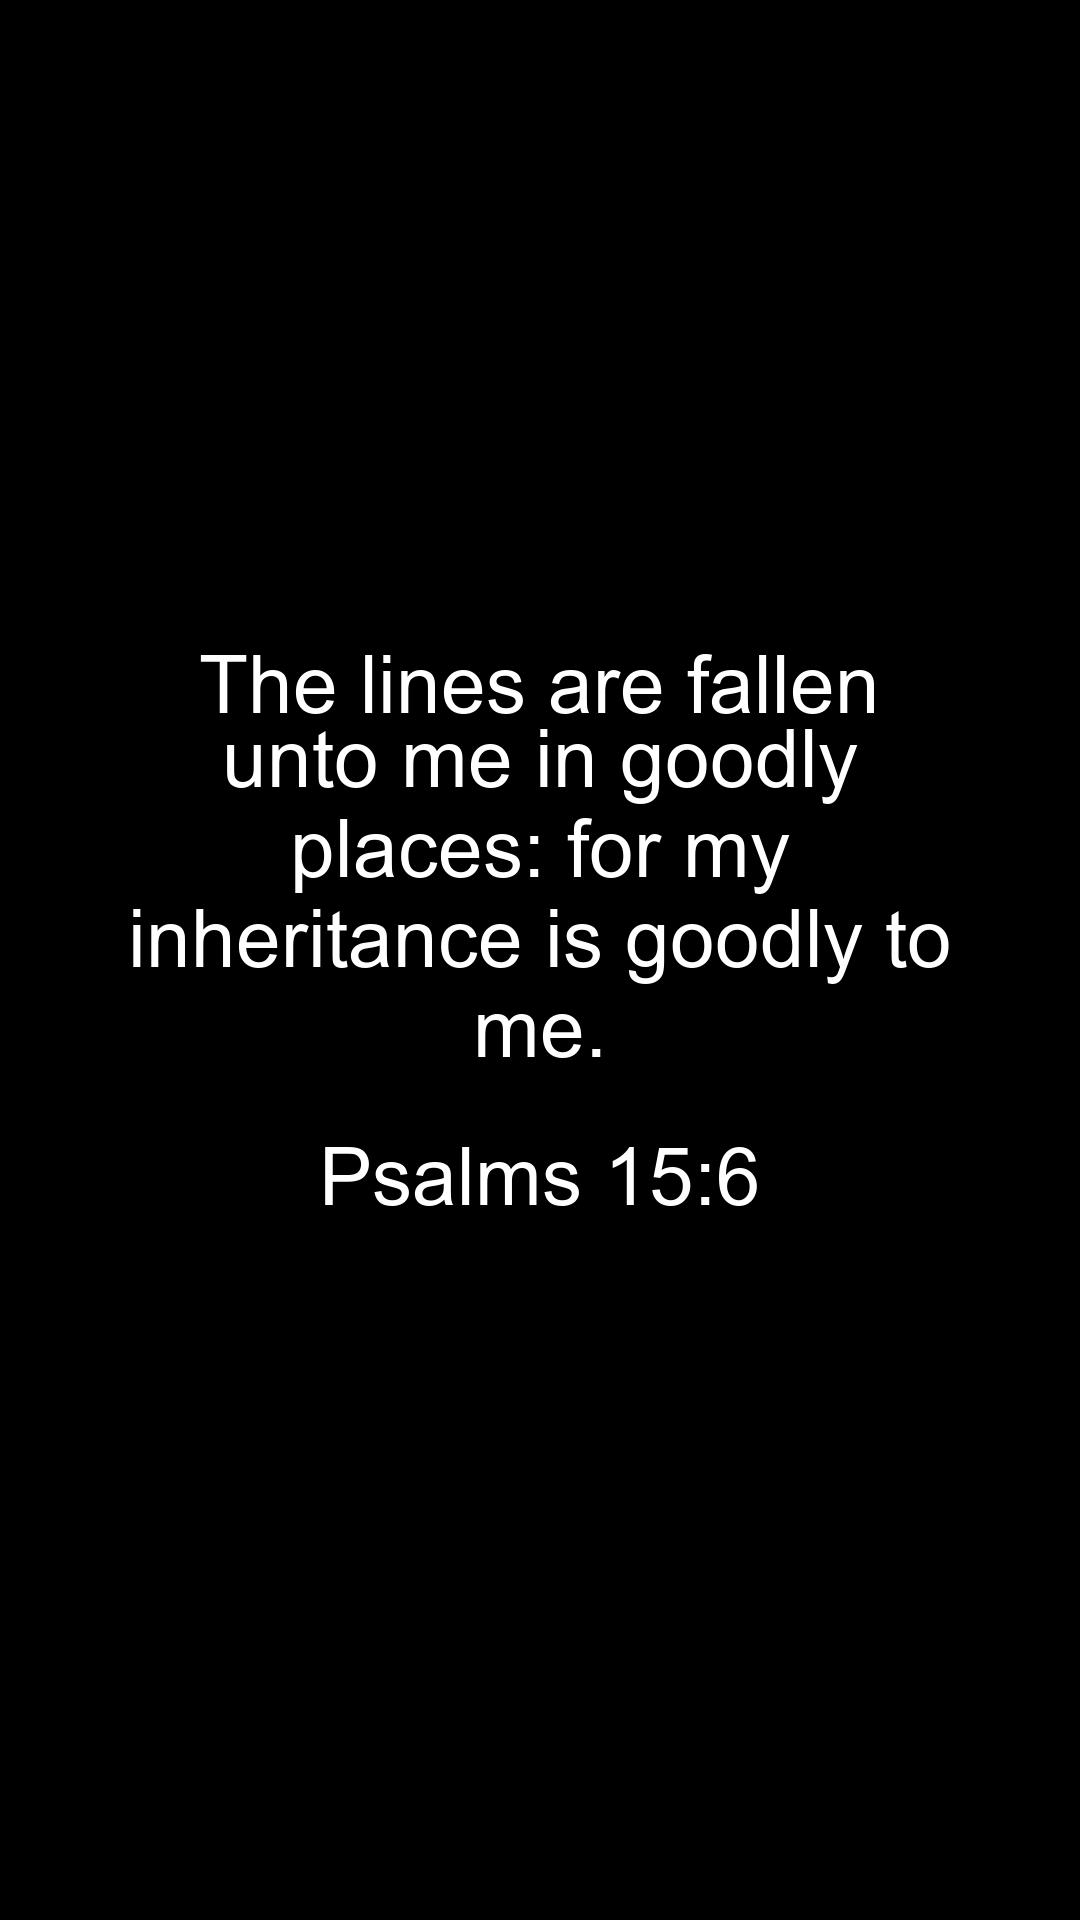 The lines are fallen
unto me in goodly
places: for my
inheritance is goodly to
me.
Psalms 15:6